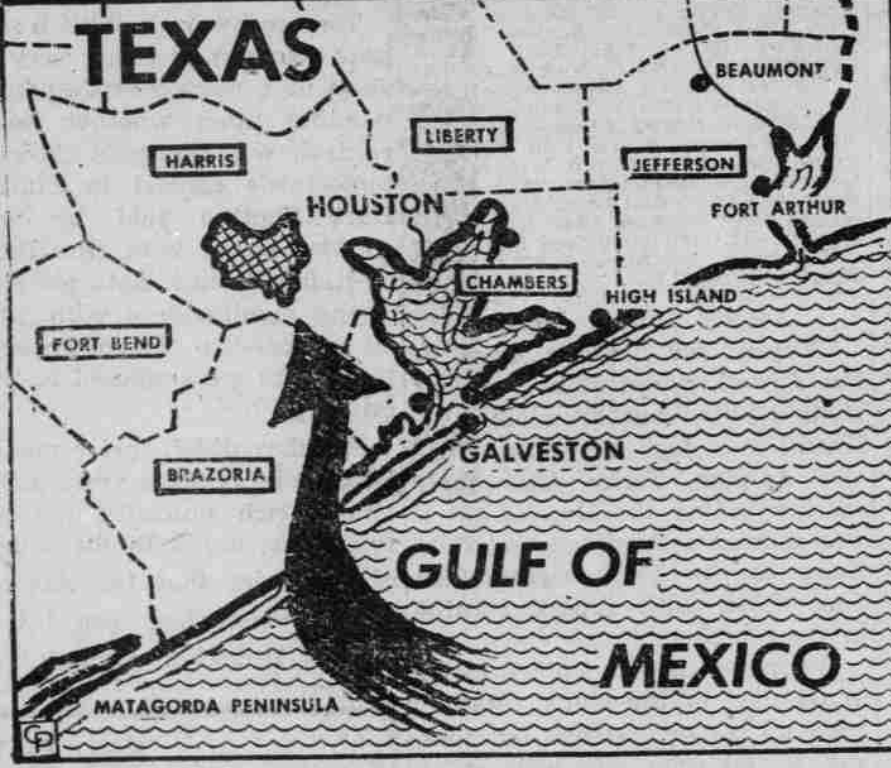 TEXAS
BEAUMONT
LIBERTY
HARRIS
JEFFERSON
HOUSTON
FORT ARTHUR
CHAMBERS
HIGH ISLAND
FORT BEND
GALVESTON
BRAZORIA
GULF OF
MEXICO
MATAGORDA PENINSULA
CP